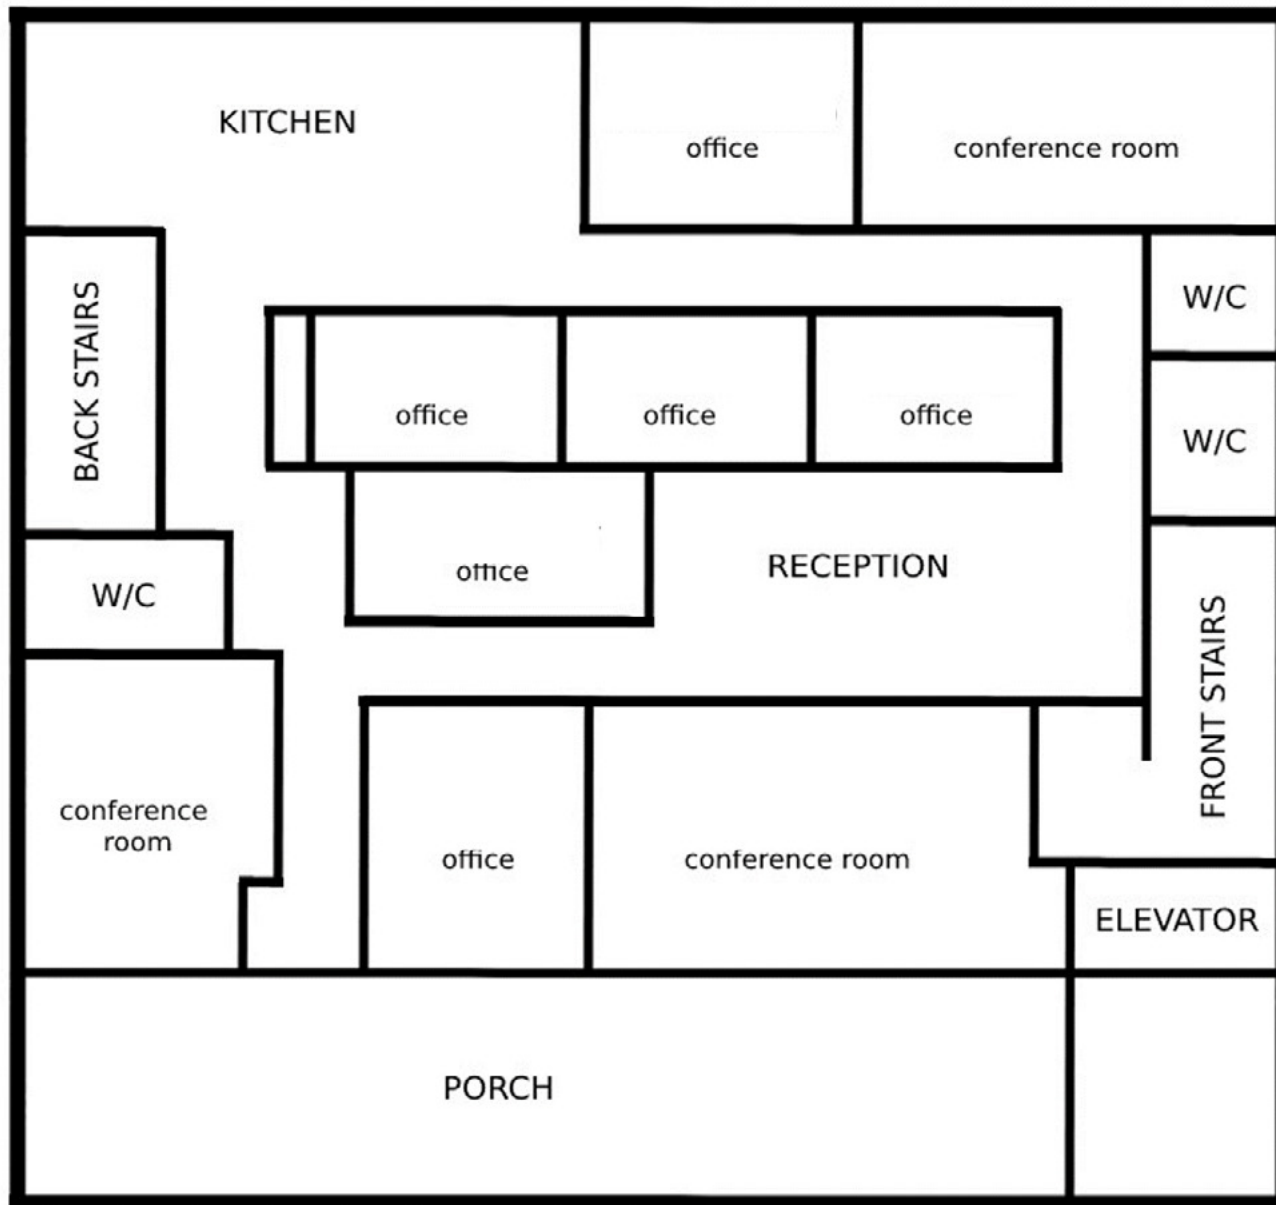 KITCHEN
office
conference room
BACK STAIRS
W/C
W/C
office
office
office
office
RECEPTION
W/C
FRONT STAIRS
conference
room
office
conference room
ELEVATOR
PORCH